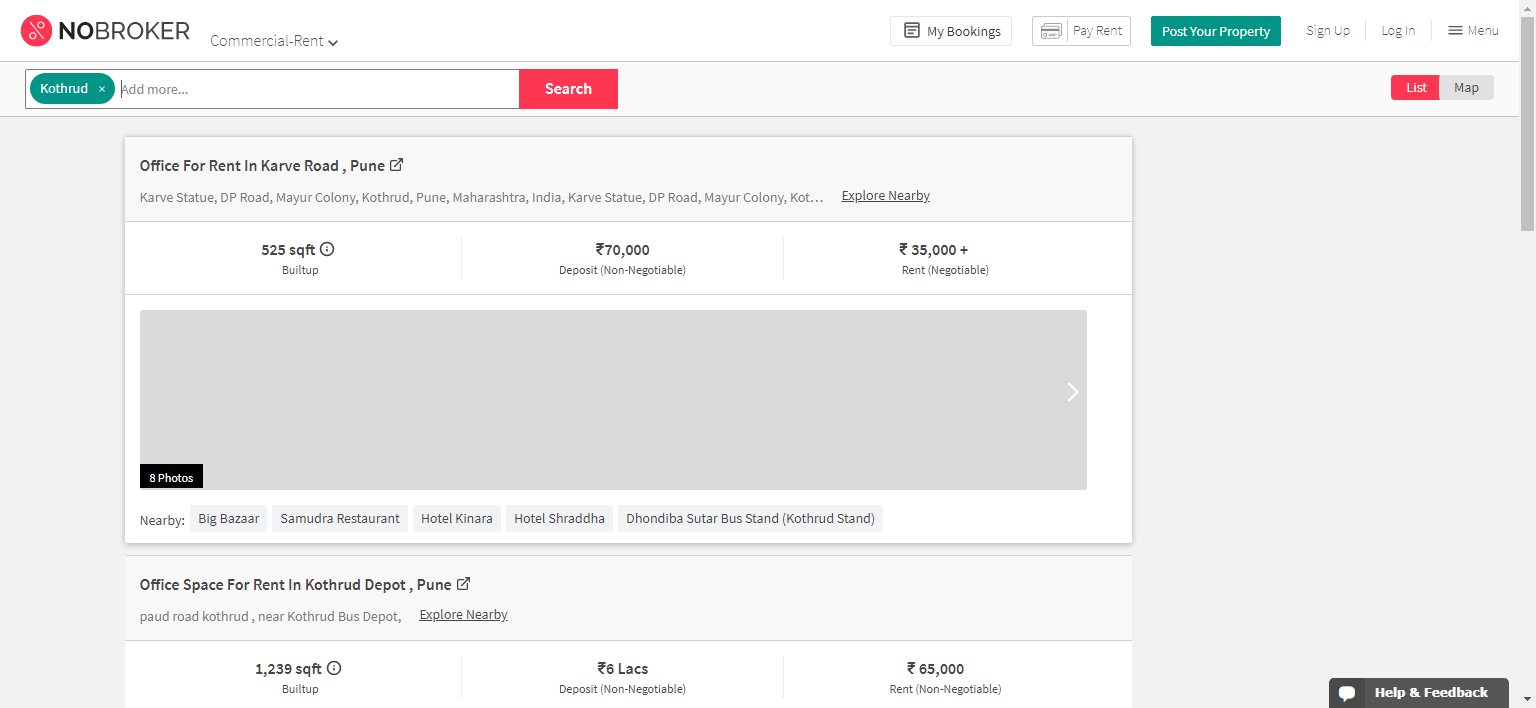 NOBROKER
Commercial-Rent
My Bookings
Pay Rent
Post Your Property
Sign Up
Log In
Menu
Kothrud ×
Add more...
Search
List
Map
Office For Rent In Karve Road , Pune
Karve Statue, DP Road, Mayur Colony, Kothrud, Pune, Maharashtra, India, Karve Statue, DP Road, Mayur Colony, Kot...
Explore Nearby
525 sqft
Builtup
₹70,000
Deposit (Non-Negotiable)
₹ 35,000 +
Rent (Negotiable)
8 Photos
Nearby:
Big Bazaar
Samudra Restaurant
Hotel Kinara
Hotel Shraddha
Dhondiba Sutar Bus Stand (Kothrud Stand)
Office Space For Rent In Kothrud Depot , Pune
paud road kothrud , near Kothrud Bus Depot,
Explore Nearby
1,239 sqft
Builtup
₹6 Lacs
Deposit (Non-Negotiable)
₹ 65,000
Rent (Non-Negotiable)
Help & Feedback